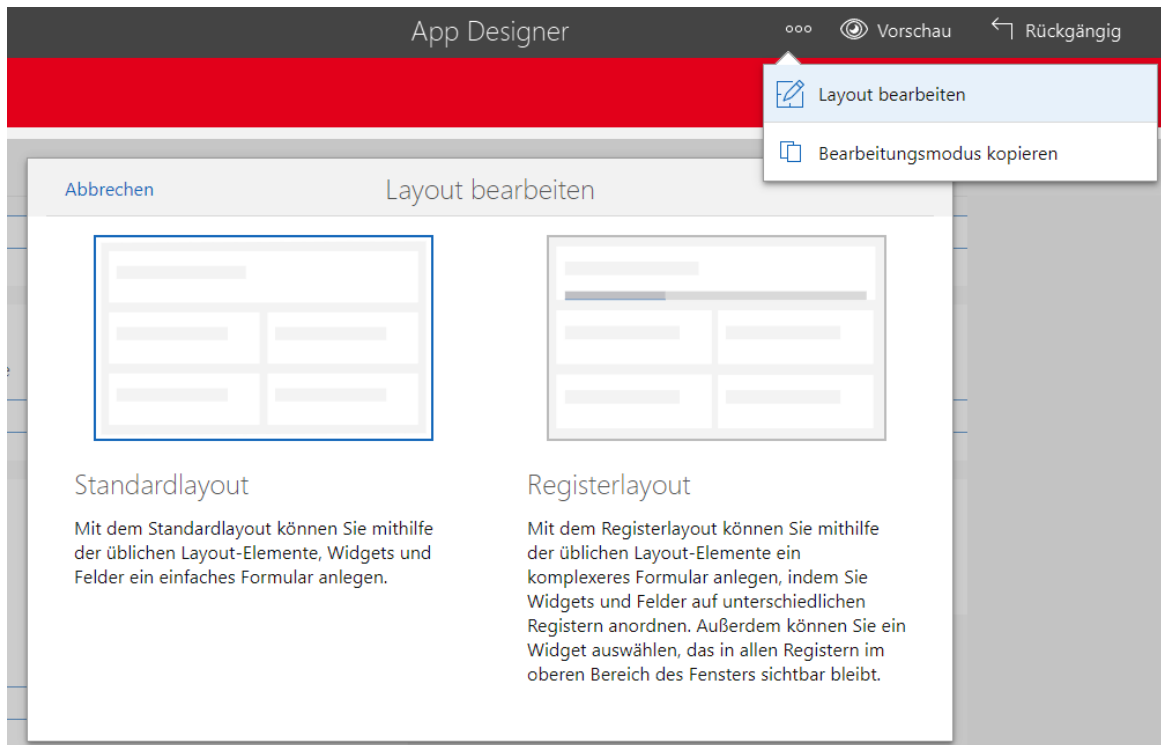 App Designer
Vorschau
Rückgängig
Layout bearbeiten
Bearbeitungsmodus kopieren
Abbrechen
Layout bearbeiten
Standardlayout
Mit dem Standardlayout können Sie mithilfe
der üblichen Layout-Elemente, Widgets und
Felder ein einfaches Formular anlegen.
Registerlayout
Mit dem Registerlayout können Sie mithilfe
der üblichen Layout-Elemente ein
komplexeres Formular anlegen, indem Sie
Widgets und Felder auf unterschiedlichen
Registern anordnen. Außerdem können Sie ein
Widget auswählen, das in allen Registern im
oberen Bereich des Fensters sichtbar bleibt.